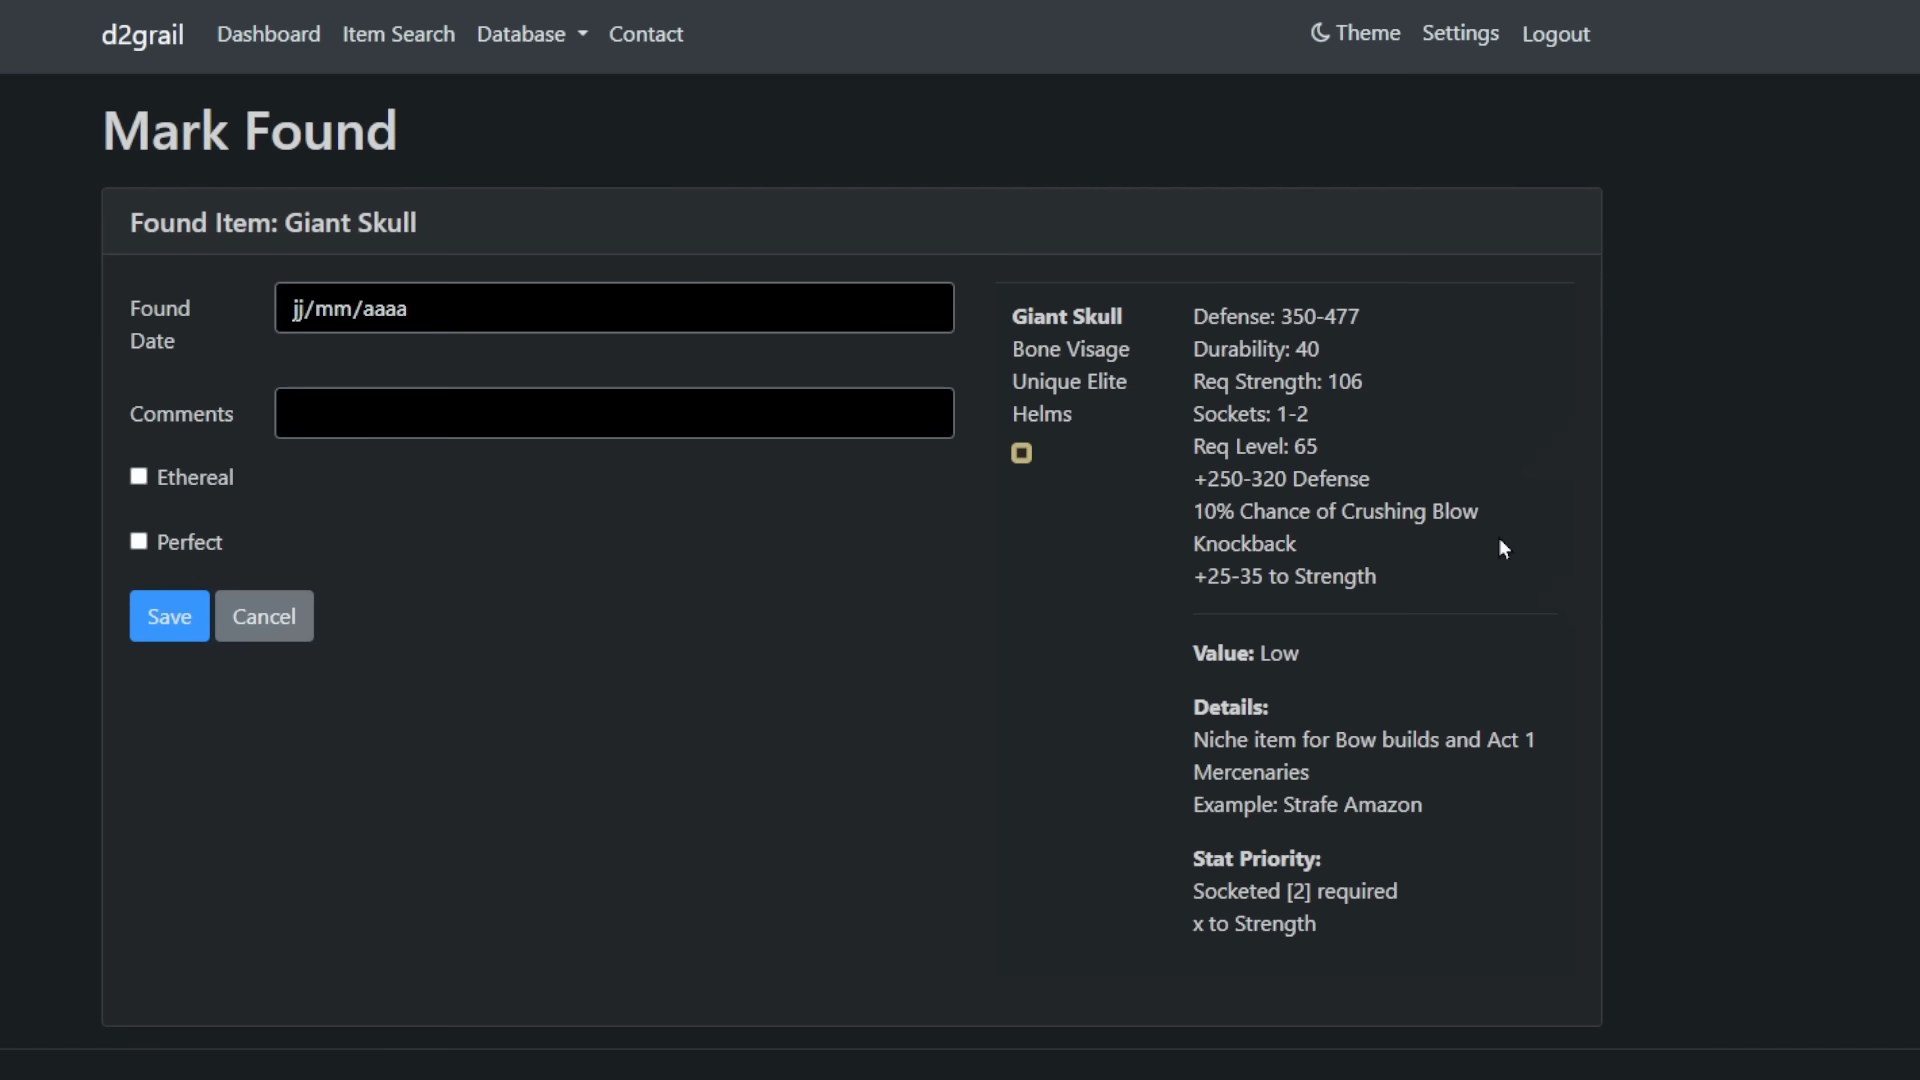 d2grail Dashboard Item Search Database Contact Theme Settings Logout
Mark Found
Found Item: Giant Skull
Found
Date
jj/mm/aaaa
Comments
Ethereal
Perfect
Save Cancel
Giant Skull
Bone Visage
Unique Elite
Helms
Defense: 350-477
Durability: 40
Req Strength: 106
Sockets: 1-2
Req Level: 65
+250-320 Defense
10% Chance of Crushing Blow
Knockback
+25-35 to Strength
Value: Low
Details:
Niche item for Bow builds and Act 1
Mercenaries
Example: Strafe Amazon
Stat Priority:
Socketed [2] required
x to Strength